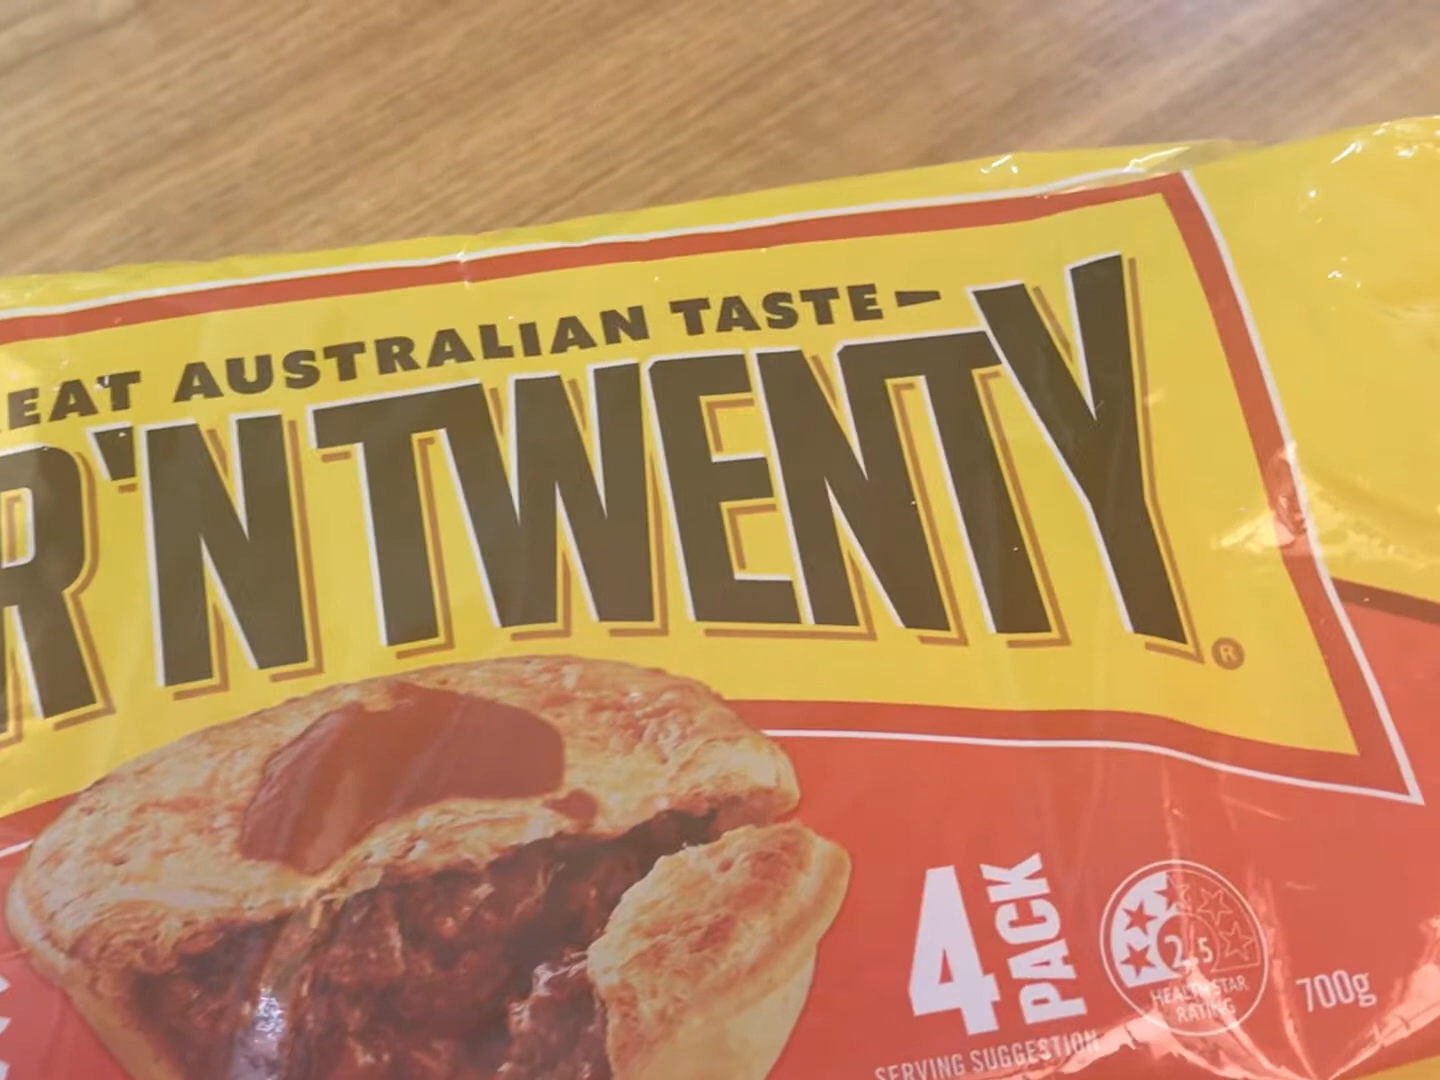 EAT AUSTRALIAN TASTE
R'N TWENTY
®
4 PACK
2.5
HEALTH STAR
RATING
700g
SERVING SUGGESTION